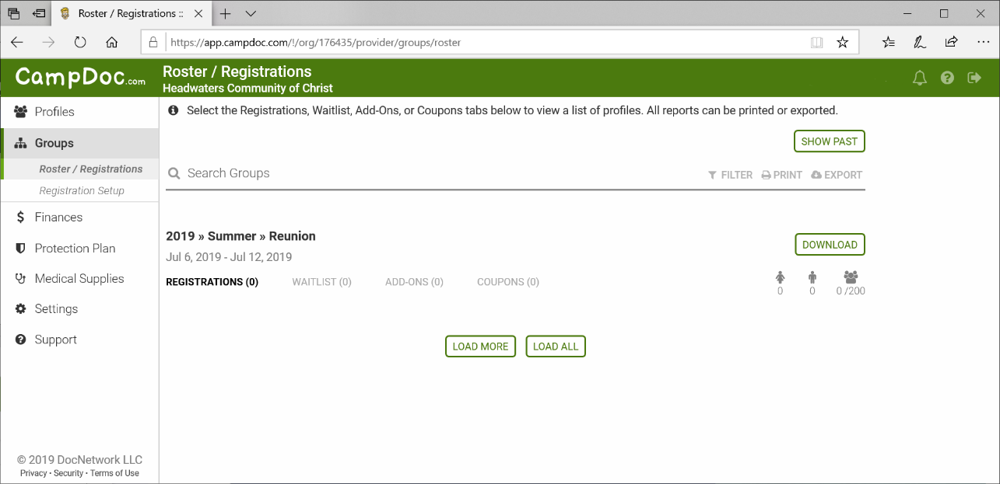 Roster / Registrations ::
https://app.campdoc.com/!/org/176435/provider/groups/roster
CampDoc.com
Roster / Registrations
Headwaters Community of Christ
Profiles
Groups
Roster / Registrations
Registration Setup
Finances
Protection Plan
Medical Supplies
Settings
Support
© 2019 DocNetwork LLC
Privacy • Security • Terms of Use
Select the Registrations, Waitlist, Add-Ons, or Coupons tabs below to view a list of profiles. All reports can be printed or exported.
SHOW PAST
Search Groups
FILTER PRINT EXPORT
2019 » Summer » Reunion
DOWNLOAD
Jul 6, 2019 - Jul 12, 2019
REGISTRATIONS (0) WAITLIST (0) ADD-ONS (0) COUPONS (0)
0 0 0 /200
LOAD MORE LOAD ALL